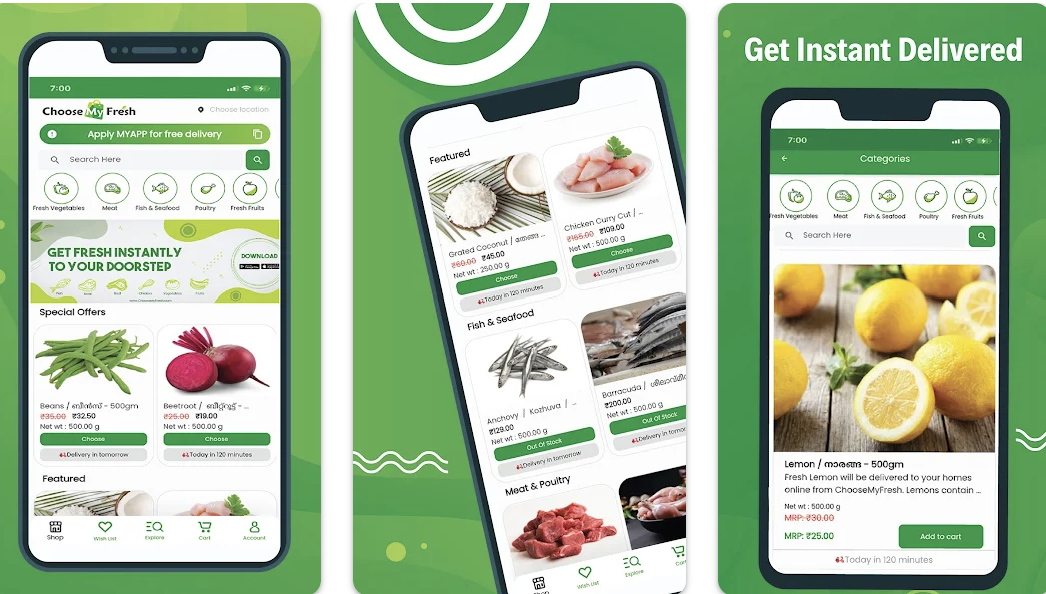 7:00
Choose My Fresh
Choose location
Apply MYAPP for free delivery
Search Here
Fresh Vegetables
Meat
Fish & Seafood
Poultry
Fresh Fruits
GET FRESH INSTANTLY
TO YOUR DOORSTEP
DOWNLOAD
Special Offers
Beans / ബീൻസ് - 500gm
₹35.00 ₹32.50
Net wt : 500.00 g
Choose
Delivery in tomorrow
Beetroot / ബീറ്റ്റൂട്ട് - ...
₹25.00 ₹19.00
Net wt : 500.00 g
Choose
Today in 120 minutes
Featured
Shop
Wish List
Explore
Cart
Account
Featured
Grated Coconut / തേങ്ങ ...
₹60.00 ₹45.00
Net wt : 250.00 g
Choose
Today in 120 minutes
Chicken Curry Cut / ...
₹165.00 ₹109.00
Net wt : 500.00 g
Choose
Today in 120 minutes
Fish & Seafood
Anchovy / Kozhuva / ...
₹129.00
Net wt : 500.00 g
Out Of Stock
Delivery in tomorrow
Barracuda /
₹200.00
Net wt : 500.00 g
Out Of Stock
Delivery in tomor
Meat & Poultry
Shop
Wish List
Explore
Cart
Get Instant Delivered
7:00
Categories
Fresh Vegetables
Meat
Fish & Seafood
Poultry
Fresh Fruits
Search Here
Lemon / നാരങ്ങ - 500gm
Fresh Lemon will be delivered to your homes
online from ChooseMyFresh. Lemons contain ...
Net wt : 500.00 g
MRP: ₹30.00
MRP: ₹25.00
Add to cart
Today in 120 minutes